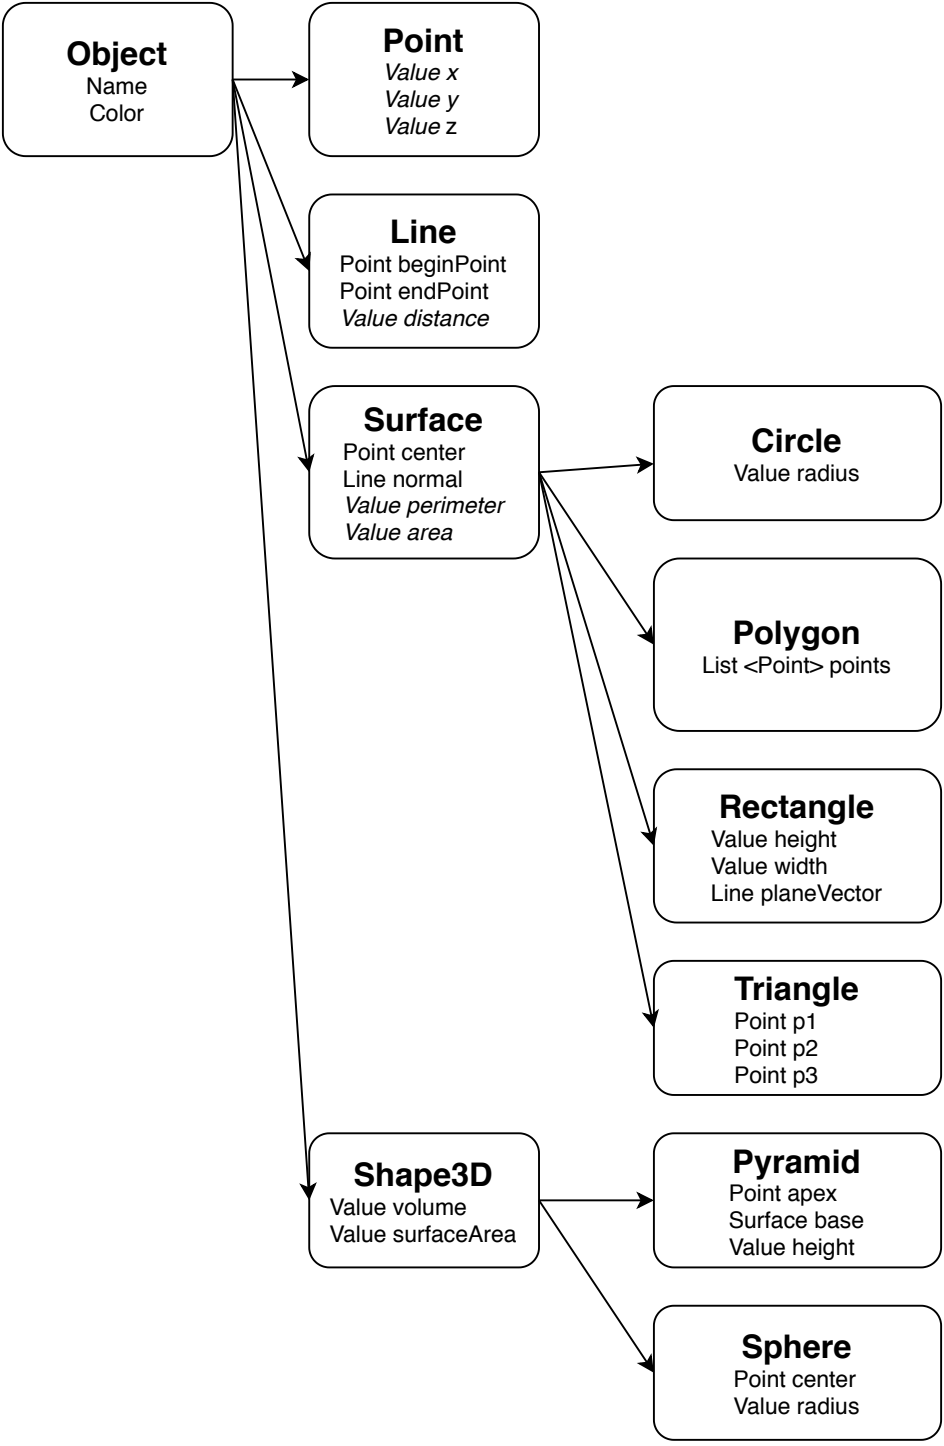 Object
Name
Color
Point
Value x
Value y
Value z
Line
Point beginPoint
Point endPoint
Value distance
Surface
Point center
Line normal
Value perimeter
Value area
Circle
Value radius
Polygon
List <Point> points
Rectangle
Value height
Value width
Line planeVector
Triangle
Point p1
Point p2
Point p3
Shape3D
Value volume
Value surfaceArea
Pyramid
Point apex
Surface base
Value height
Sphere
Point center
Value radius